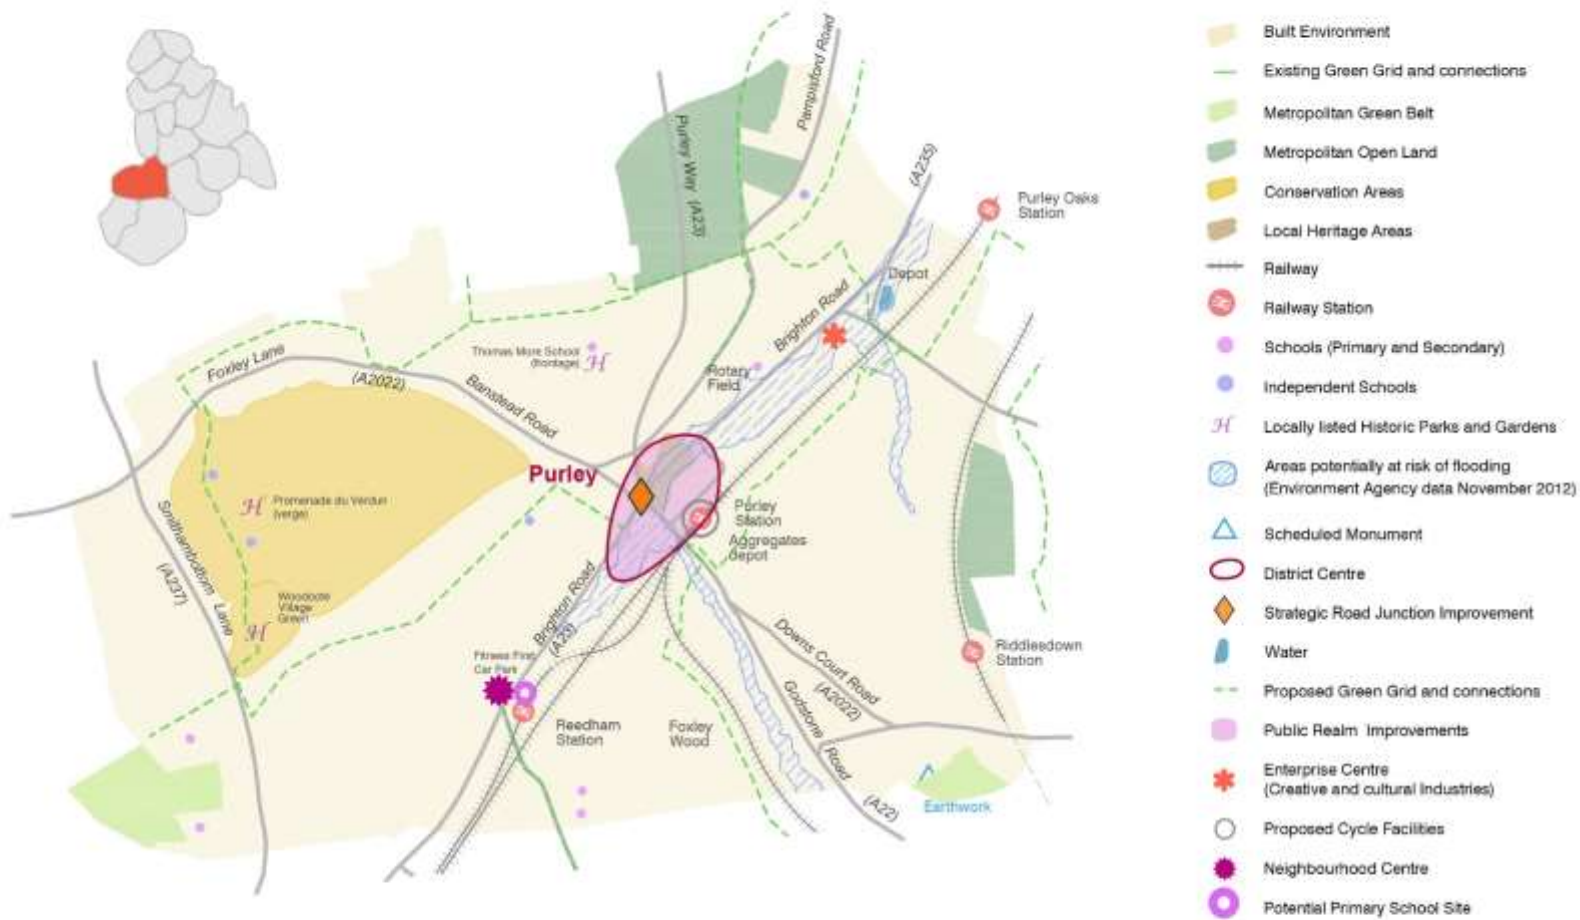 Pampisford Road
Purley Way (A23)
(A235)
Purley Oaks
Station
Depot
Brighton Road
Foxley Lane
(A2022)
Banstead Road
Thomas More School
(frontage)
H
Rotary
Field
Purley
H
Promenade du Verdun
(verge)
Purley
Station
Aggregates
depot
Smithambottom Lane
(A237)
Woodcote
Village
Green
H
Brighton Road
(A23)
Fitness First
Car Park
Reedham
Station
Foxley
Wood
Downs Court Road
(A2022)
Godstone Road
(A22)
Riddlesdown
Station
Earthwork
Built Environment
Existing Green Grid and connections
Metropolitan Green Belt
Metropolitan Open Land
Conservation Areas
Local Heritage Areas
Railway
Railway Station
Schools (Primary and Secondary)
Independent Schools
H Locally listed Historic Parks and Gardens
Areas potentially at risk of flooding
(Environment Agency data November 2012)
Scheduled Monument
District Centre
Strategic Road Junction Improvement
Water
Proposed Green Grid and connections
Public Realm Improvements
Enterprise Centre
(Creative and cultural Industries)
Proposed Cycle Facilities
Neighbourhood Centre
Potential Primary School Site